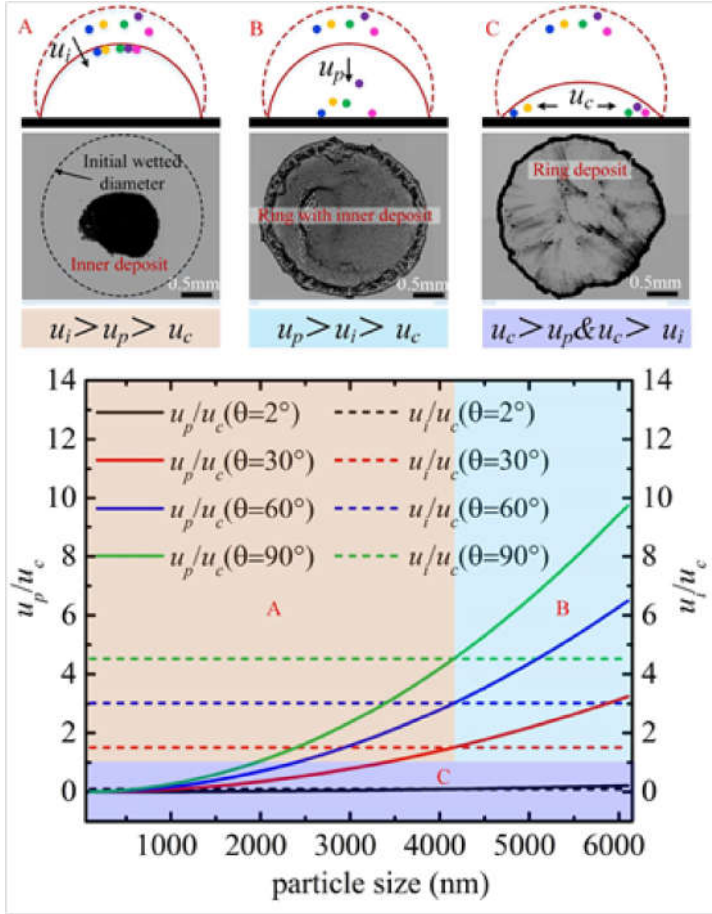 A
B
C
u_i
u_p
u_c
Initial wetted
diameter
Inner deposit
0.5mm
Ring with inner deposit
0.5mm
Ring deposit
0.5mm
u_i > u_p > u_c
u_p > u_i > u_c
u_c > u_p & u_c > u_i
14
12
10
8
6
4
2
0
u_p/u_c
u_p/u_c(θ=2°)
u_p/u_c(θ=30°)
u_p/u_c(θ=60°)
u_p/u_c(θ=90°)
u_i/u_c(θ=2°)
u_i/u_c(θ=30°)
u_i/u_c(θ=60°)
u_i/u_c(θ=90°)
A
B
C
14
12
10
8
6
4
2
0
u_i/u_c
1000 2000 3000 4000 5000 6000
particle size (nm)